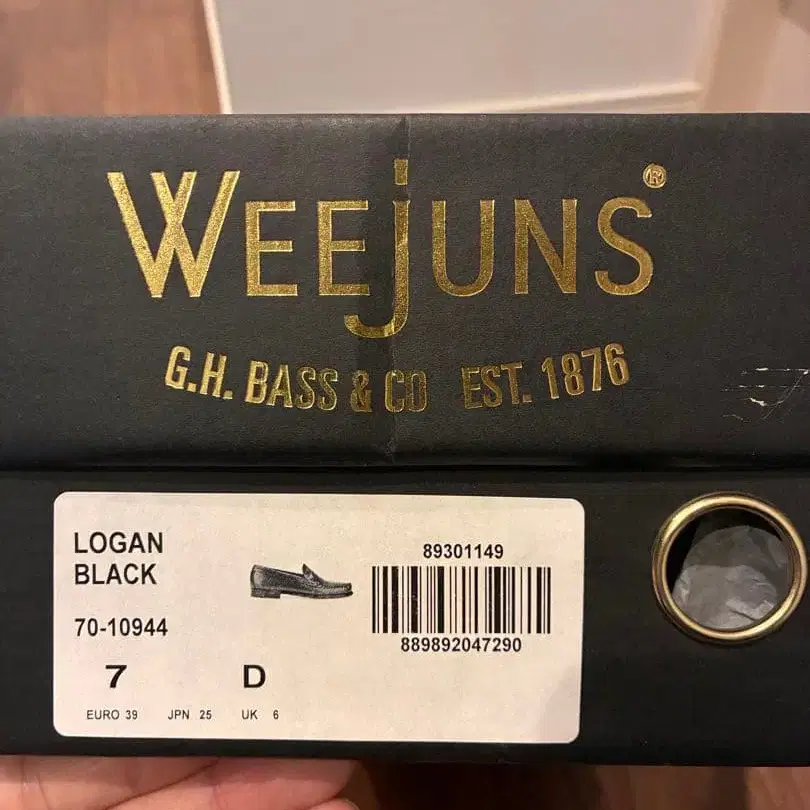 WEEjUNS®
G.H. BASS & CO EST. 1876
LOGAN
BLACK
70-10944
7 D
EURO 39 JPN 25 UK 6
89301149
889892047290